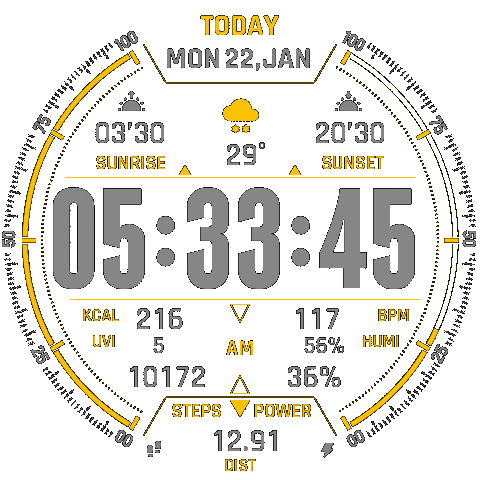 TODAY
MON 22,JAN
100 100
75 75
03'30 29° 20'30
SUNRISE SUNSET
05:33:45
50 50
KCAL 216 117 BPM
UVI 5 AM 56% HUMI
25 25
10172 36%
STEPS POWER
00 00
12.91
DIST